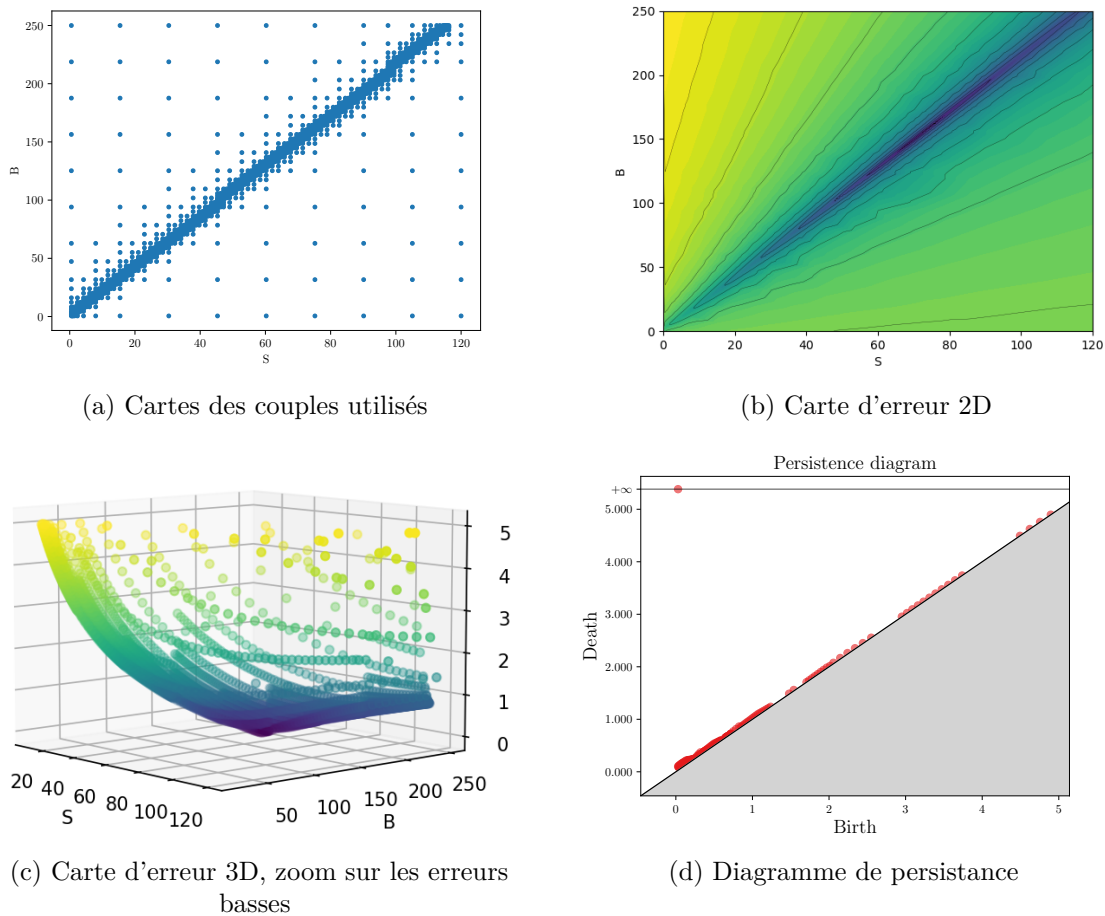 250
200
150
100
50
0
B
0 20 40 60 80 100 120
S
(a) Cartes des couples utilisés
250
200
150
100
50
0
B
0 20 40 60 80 100 120
S
(b) Carte d'erreur 2D
5
4
3
2
1
0
20 40 60 80 100 120
S
50 100 150 200 250
B
(c) Carte d'erreur 3D, zoom sur les erreurs
basses
Persistence diagram
+∞
5.000
4.000
3.000
2.000
1.000
0.000
Death
0 1 2 3 4 5
Birth
(d) Diagramme de persistance